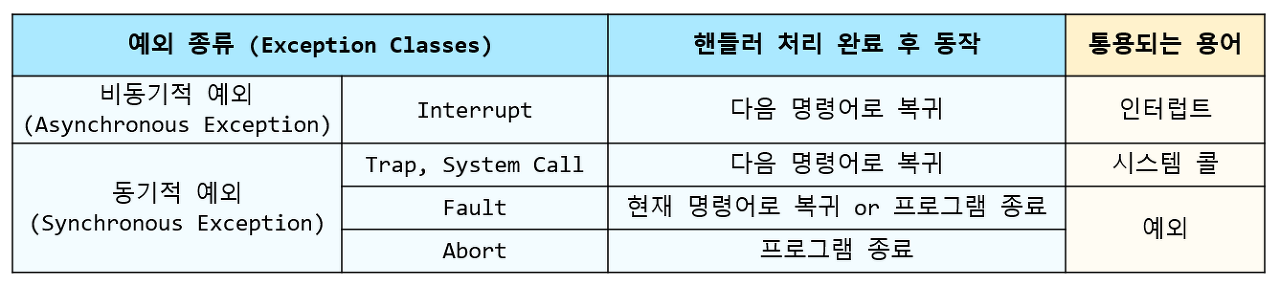 예외 종류 (Exception Classes)
핸들러 처리 완료 후 동작
통용되는 용어
비동기적 예외
(Asynchronous Exception)
Interrupt
다음 명령어로 복귀
인터럽트
동기적 예외
(Synchronous Exception)
Trap, System Call
다음 명령어로 복귀
시스템 콜
Fault
현재 명령어로 복귀 or 프로그램 종료
예외
Abort
프로그램 종료